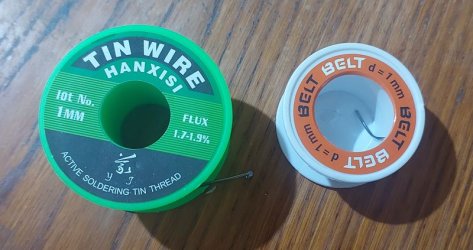 TIN WIRE
HANXISI
lot No.
1MM
FLUX
1.7-1.9%
ACTIVE SOLDERING TIN THREAD
BELT
BELT
d=1mm
BELT
BELT
d=1mm